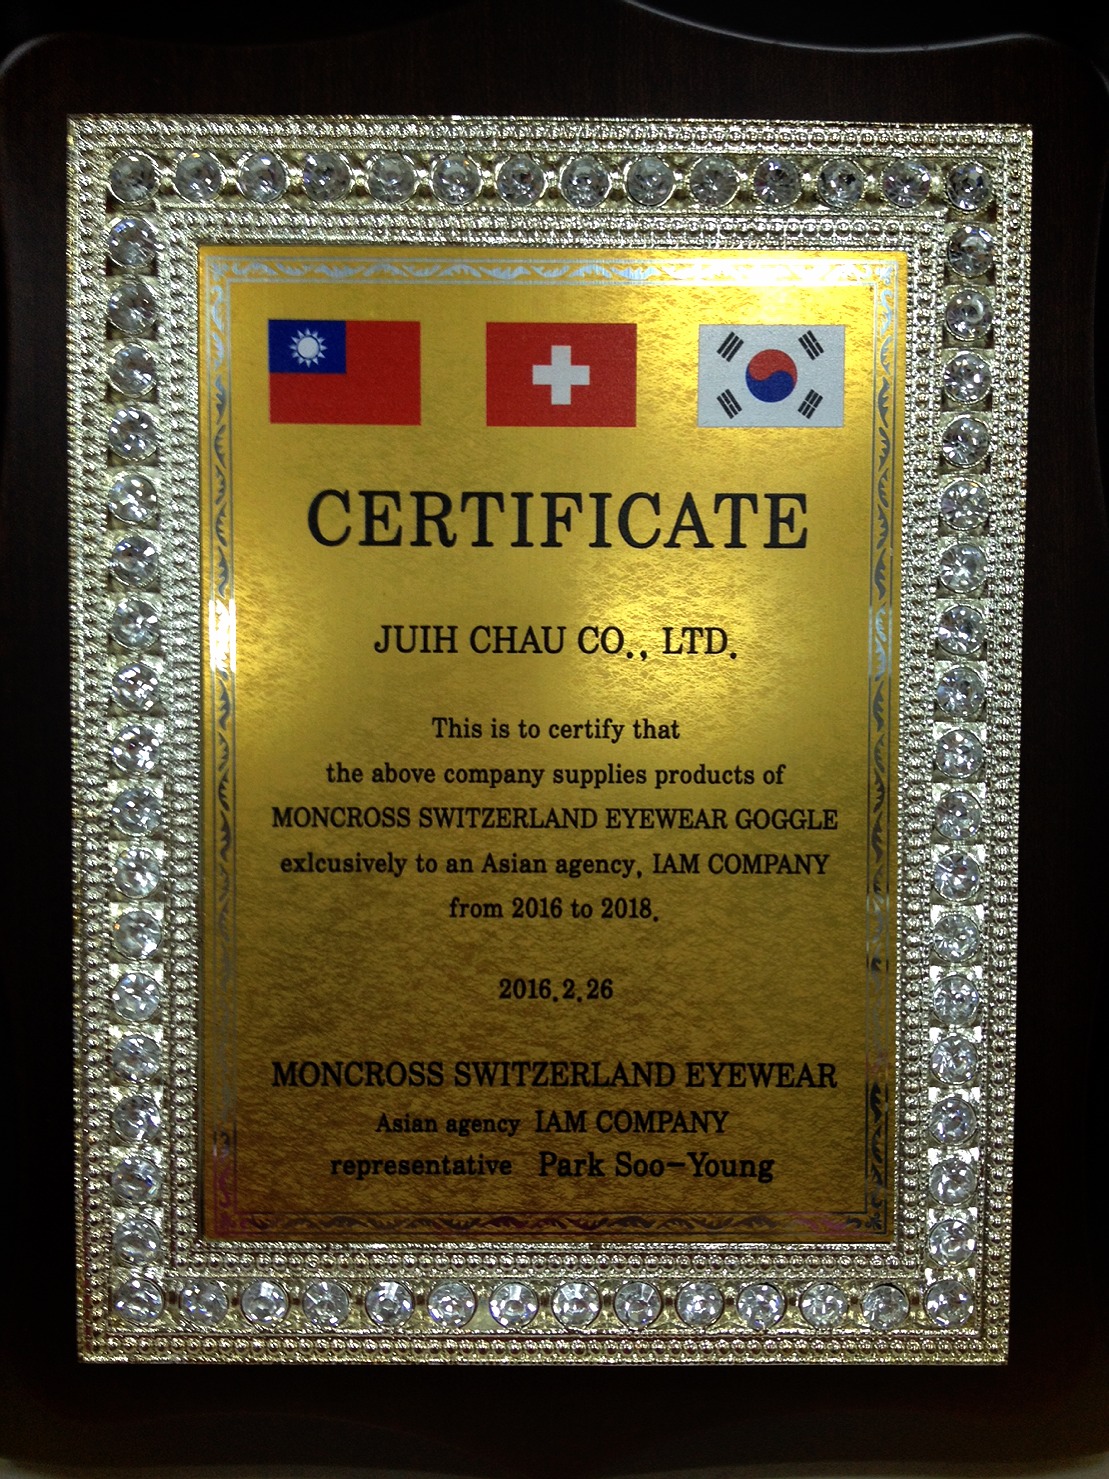 CERTIFICATE
JUIH CHAU CO., LTD.
This is to certify that
the above company supplies products of
MONCROSS SWITZERLAND EYEWEAR GOGGLE
exlcusively to an Asian agency, IAM COMPANY
from 2016 to 2018.
2016.2.26
MONCROSS SWITZERLAND EYEWEAR
Asian agency IAM COMPANY
representative Park Soo-Young